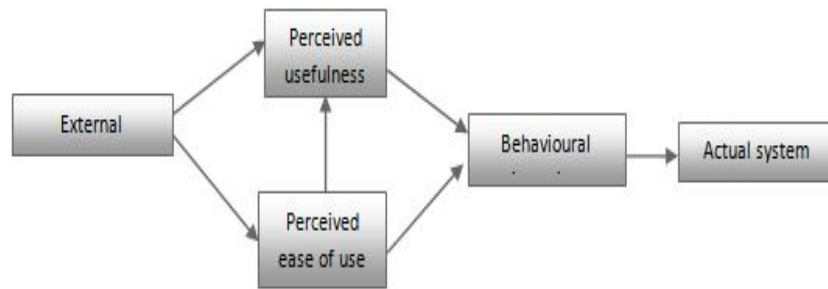 External
Perceived
usefulness
Perceived
ease of use
Behavioural
Actual system